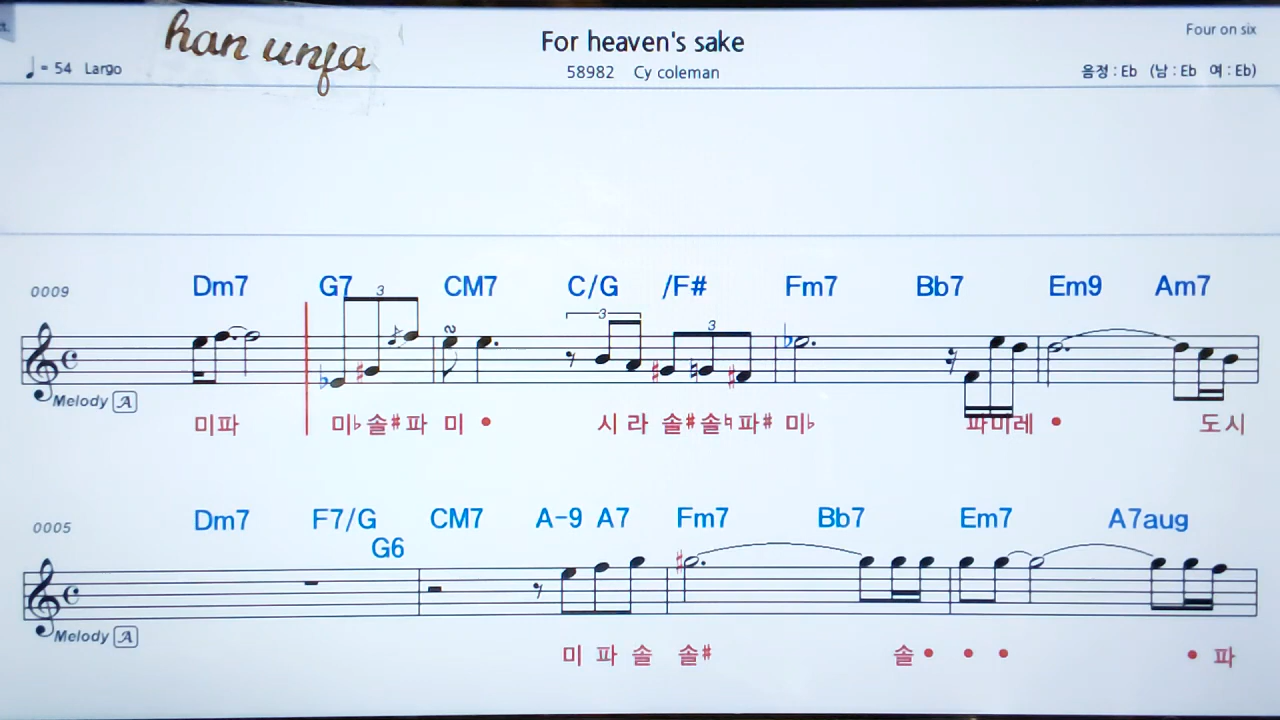 han unja
For heaven's sake
Four on six
♩= 54 Largo
58982 Cy coleman
음정 : Eb (남 : Eb 여 : Eb)
0009
Dm7 G7 CM7 C/G /F# Fm7 Bb7 Em9 Am7
3 3 3
Melody A
미파 미♭ 솔# 파 미 • 시 라 솔# 솔♮ 파# 미♭ 파미레 • 도시
0005
Dm7 F7/G CM7 A-9 A7 Fm7 Bb7 Em7 A7aug
G6
Melody A
미 파 솔 솔# 솔 • • • • 파